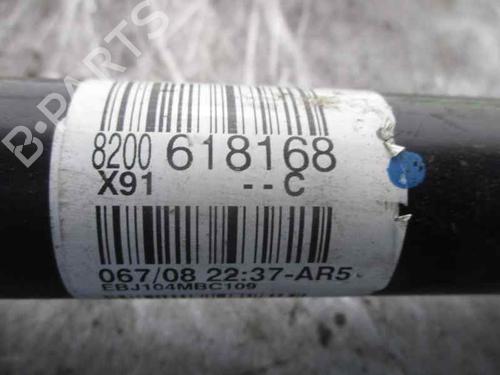 B-PARTS
8200 618168
X91 --C
067/08 22:37-AR5
EBJ104MBC109